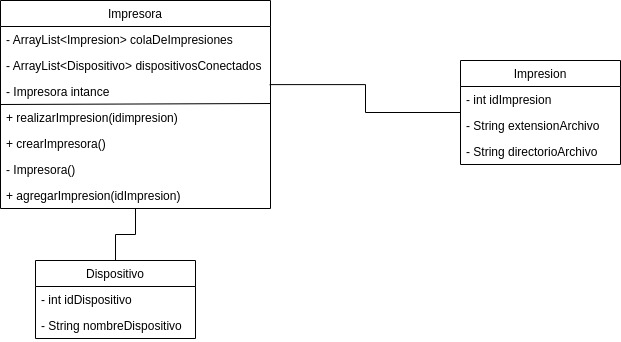 Impresora
- ArrayList<Impresion> colaDeImpresiones
- ArrayList<Dispositivo> dispositivosConectados
- Impresora intance
+ realizarImpresion(idimpresion)
+ crearImpresora()
- Impresora()
+ agregarImpresion(idImpresion)
Impresion
- int idImpresion
- String extensionArchivo
- String directorioArchivo
Dispositivo
- int idDispositivo
- String nombreDispositivo